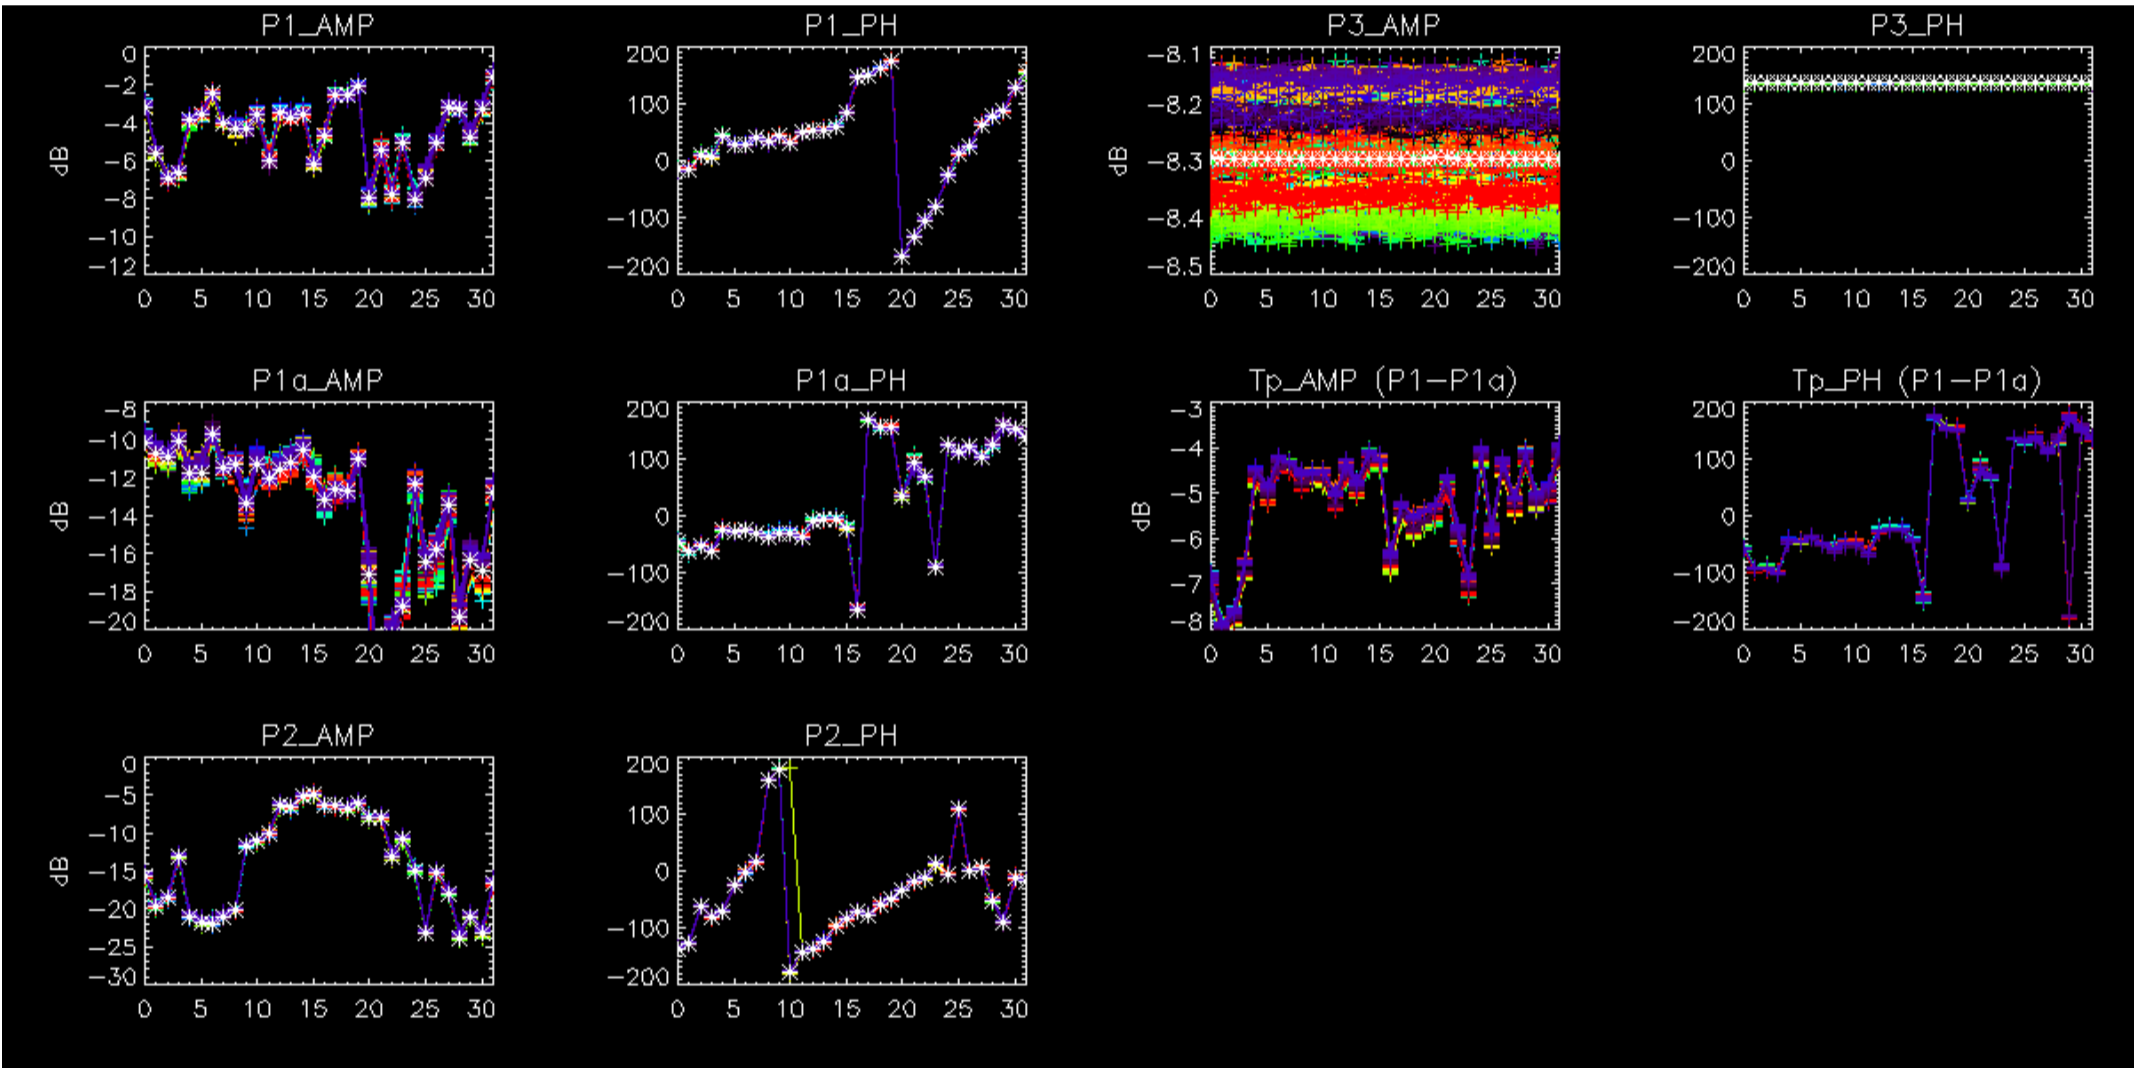 P1_AMP
P1_PH
P3_AMP
P3_PH
0
-2
-4
-6
-8
-10
-12
dB
0 5 10 15 20 25 30
200
100
0
-100
-200
0 5 10 15 20 25 30
-8.1
-8.2
-8.3
-8.4
-8.5
dB
0 5 10 15 20 25 30
200
100
0
-100
-200
0 5 10 15 20 25 30
P1a_AMP
P1a_PH
Tp_AMP (P1-P1a)
Tp_PH (P1-P1a)
-8
-10
-12
-14
-16
-18
-20
dB
0 5 10 15 20 25 30
200
100
0
-100
-200
0 5 10 15 20 25 30
-3
-4
-5
-6
-7
-8
dB
0 5 10 15 20 25 30
200
100
0
-100
-200
0 5 10 15 20 25 30
P2_AMP
P2_PH
0
-5
-10
-15
-20
-25
-30
dB
0 5 10 15 20 25 30
200
100
0
-100
-200
0 5 10 15 20 25 30